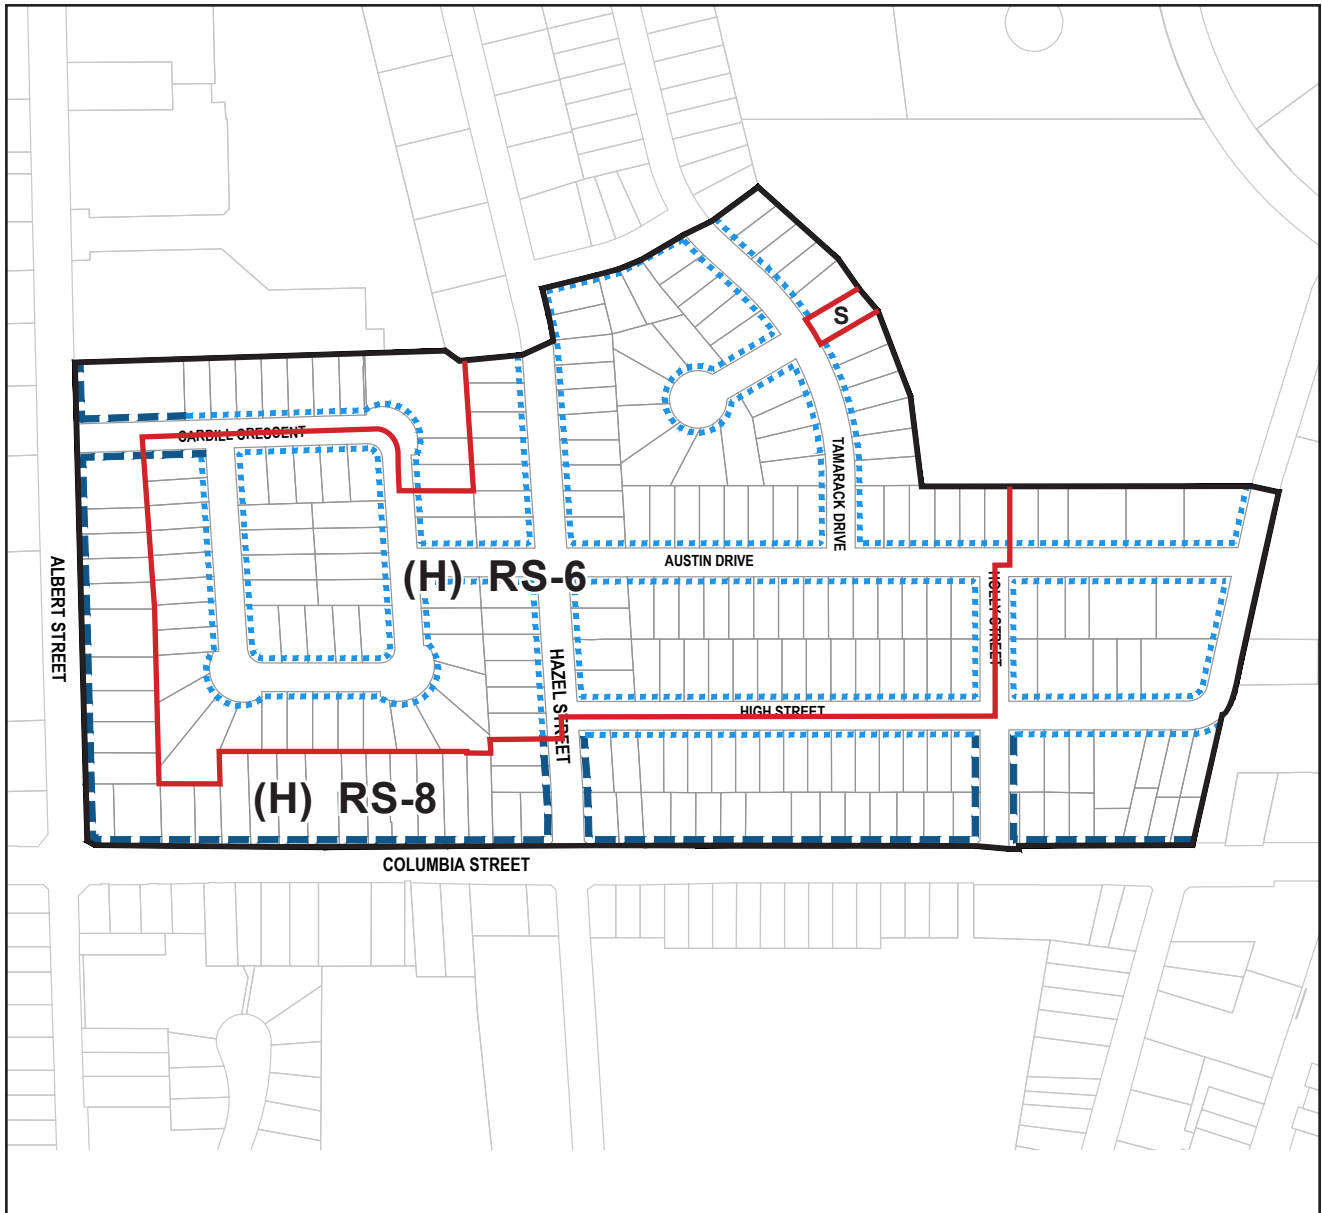 S
CARDILL CRESCENT
TAMARACK DRIVE
AUSTIN DRIVE
ALBERT STREET
(H) RS-6
HOLLY STREET
HAZEL STREET
HIGH STREET
(H) RS-8
COLUMBIA STREET